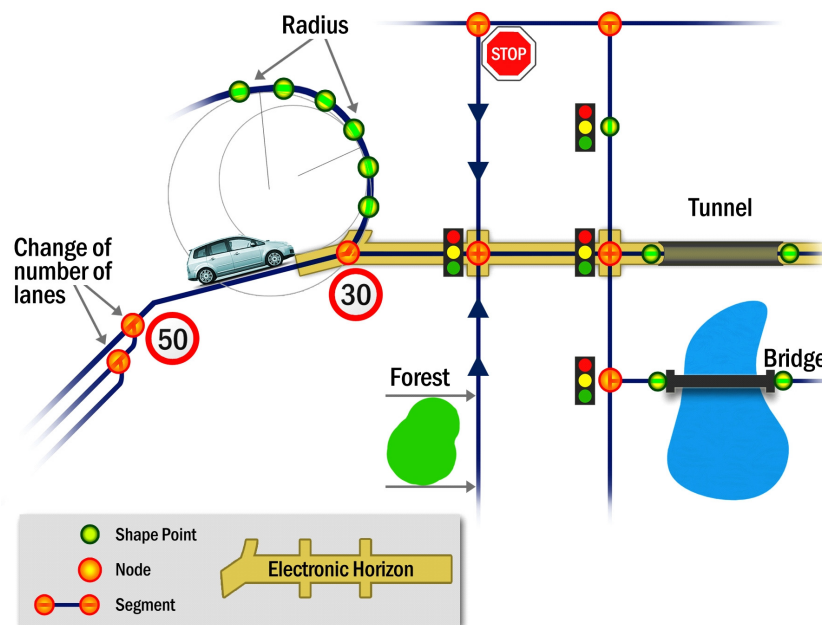 Radius
STOP
Tunnel
Change of
number of
lanes
30
50
Forest
Bridge
Shape Point
Node
Segment
Electronic Horizon